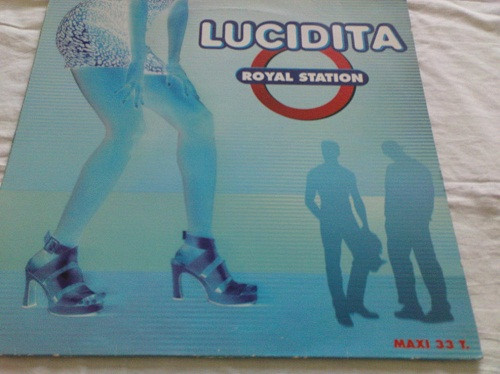 LUCIDITA
ROYAL STATION
MAXI 33 T.